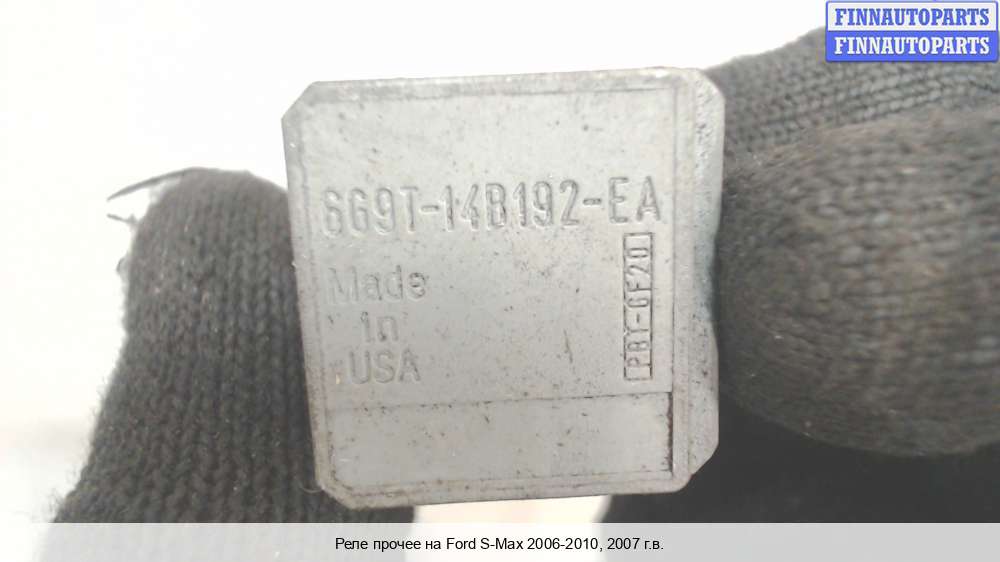 FINNAUTOPARTS
FINNAUTOPARTS
6G9T-14B192-EA
Made
in
USA
PBT-GF20
Реле прочее на Ford S-Max 2006-2010, 2007 г.в.